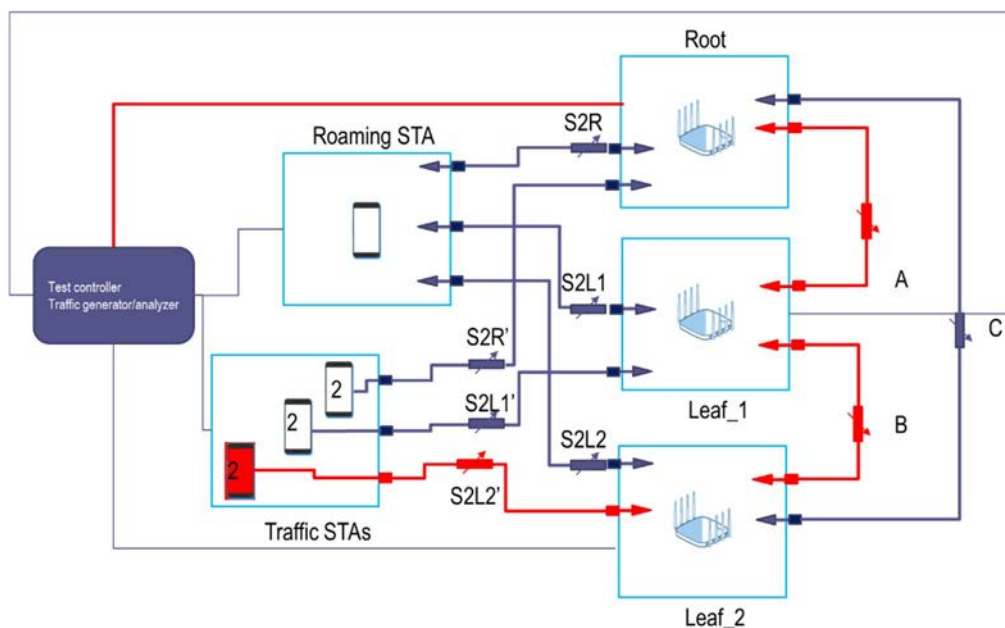 Root
S2R
Roaming STA
Test controller
Traffic generator/analyzer
S2L1
A
C
S2R’
2
2
S2L1’
Leaf_1
S2L2
B
2
S2L2’
Traffic STAs
Leaf_2